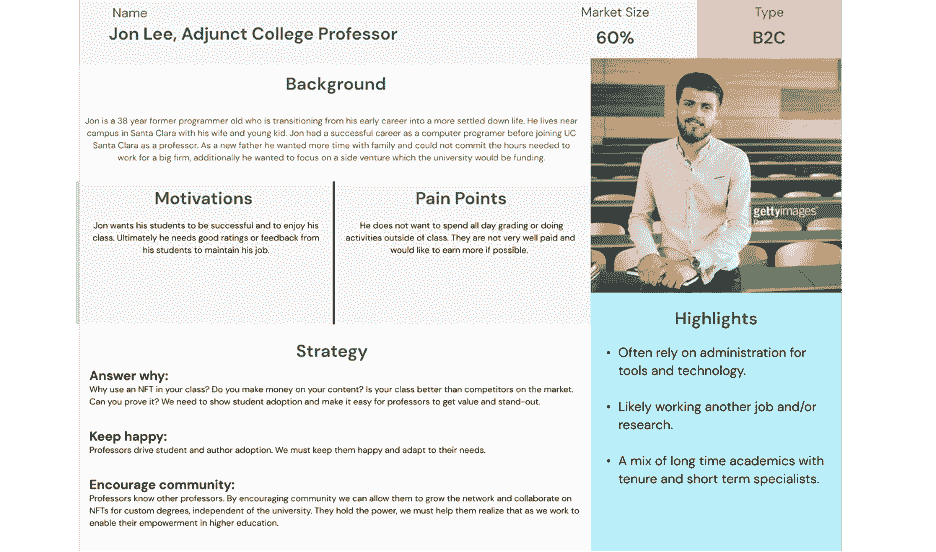 Name
Jon Lee, Adjunct College Professor
Market Size
60%
Type
B2C
Background
Jon is a 38 year former programmer old who is transitioning from his early career into a more settled down life. He lives near
campus in Santa Clara with his wife and young kid. Jon had a successful career as a computer programer before joining UC
Santa Clara as a professor. As a new father he wanted more time with family and could not commit the hours needed to
work for a big firm, additionally he wanted to focus on a side venture which the university would be funding.
Motivations
Jon wants his students to be successful and to enjoy his
class. Ultimately he needs good ratings or feedback from
his students to maintain his job.
Pain Points
He does not want to spend all day grading or doing
activities outside of class. They are not very well paid and
would like to earn more if possible.
gettyimages
Strategy
Answer why:
Why use an NFT in your class? Do you make money on your content? Is your class better than competitors on the market.
Can you prove it? We need to show student adoption and make it easy for professors to get value and stand-out.
Keep happy:
Professors drive student and author adoption. We must keep them happy and adapt to their needs.
Encourage community:
Professors know other professors. By encouraging community we can allow them to grow the network and collaborate on
NFTs for custom degrees, independent of the university. They hold the power, we must help them realize that as we work to
enable their empowerment in higher education.
Highlights
• Often rely on administration for
tools and technology.
• Likely working another job and/or
research.
• A mix of long time academics with
tenure and short term specialists.